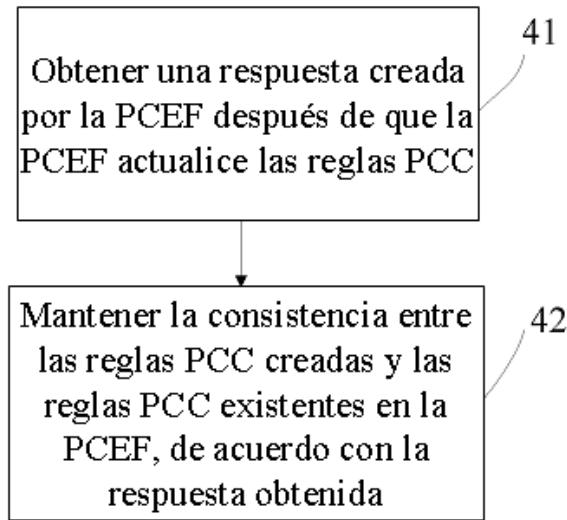 41
Obtener una respuesta creada
por la PCEF después de que la
PCEF actualice las reglas PCC
42
Mantener la consistencia entre
las reglas PCC creadas y las
reglas PCC existentes en la
PCEF, de acuerdo con la
respuesta obtenida